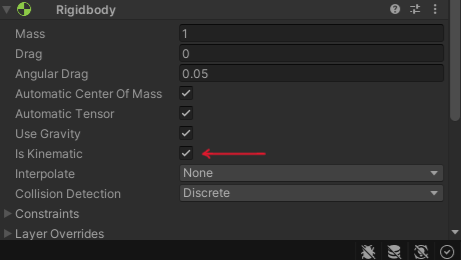 Rigidbody
Mass 1
Drag 0
Angular Drag 0.05
Automatic Center Of Mass
Automatic Tensor
Use Gravity
Is Kinematic
Interpolate None
Collision Detection Discrete
Constraints
Layer Overrides